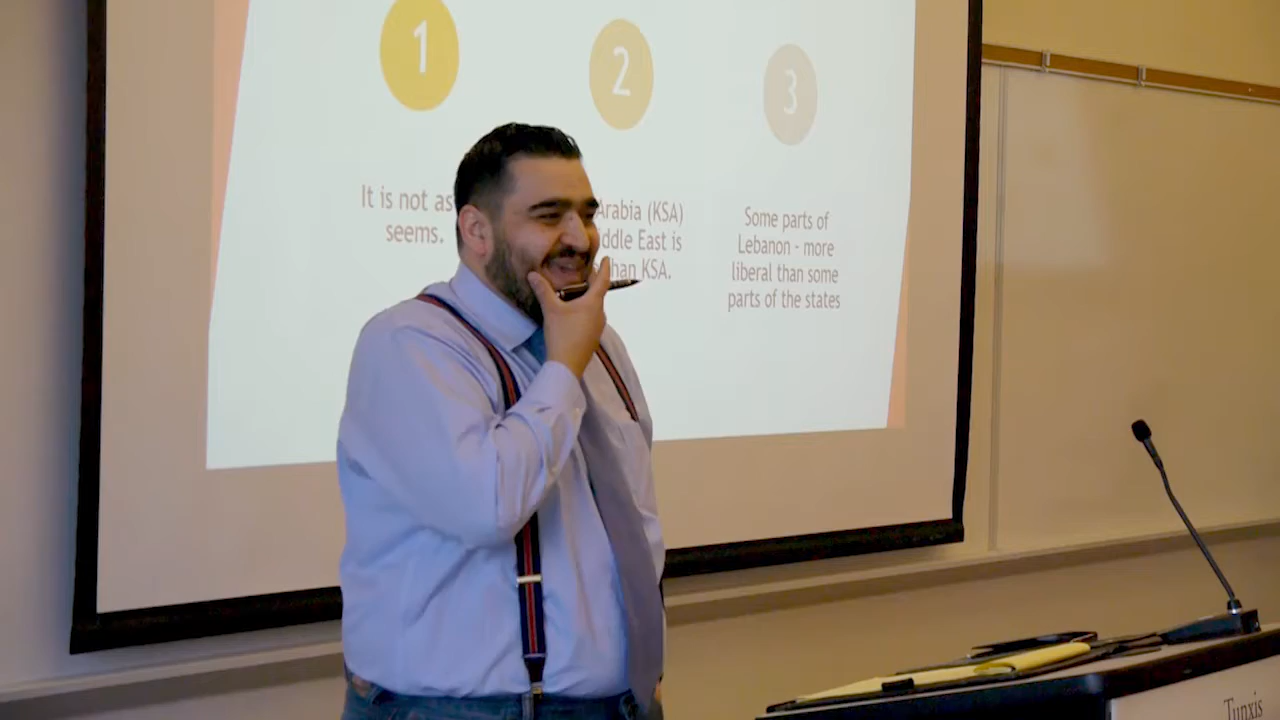 1
2
3
It is not as
seems.
Arabia (KSA)
East is
than KSA.
Some parts of
Lebanon - more
liberal than some
parts of the states
Tunxis